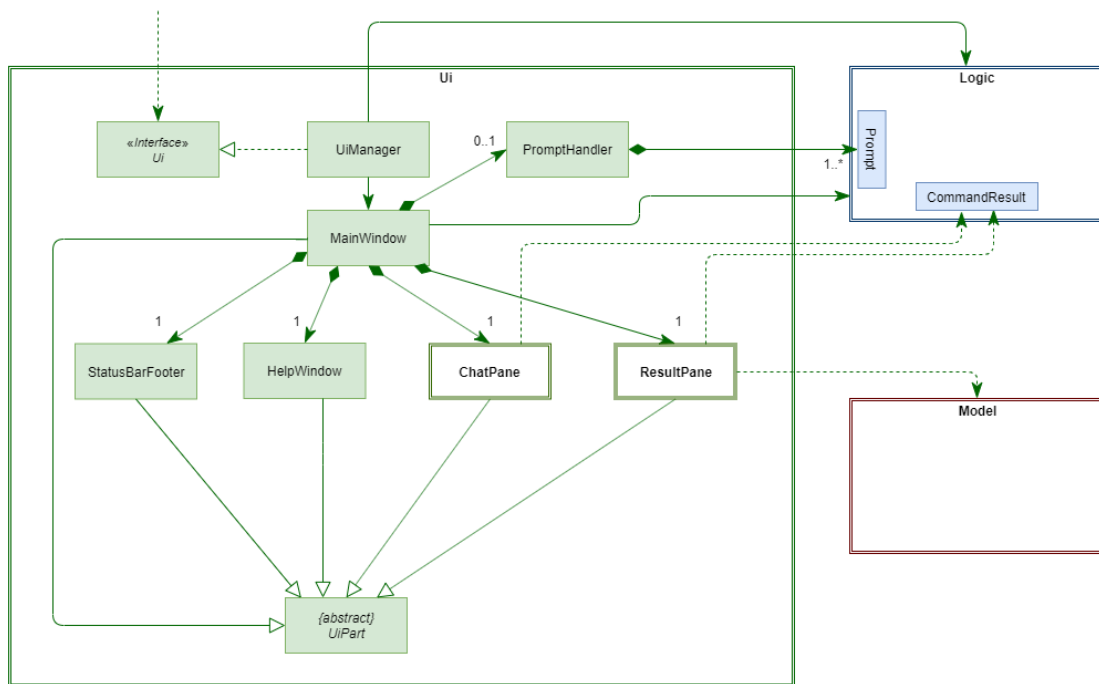 Ui
Logic
«Interface»
Ui
UiManager
0..1
PromptHandler
1..*
Prompt
CommandResult
MainWindow
1
1
1
1
StatusBarFooter
HelpWindow
ChatPane
ResultPane
Model
{abstract}
UiPart